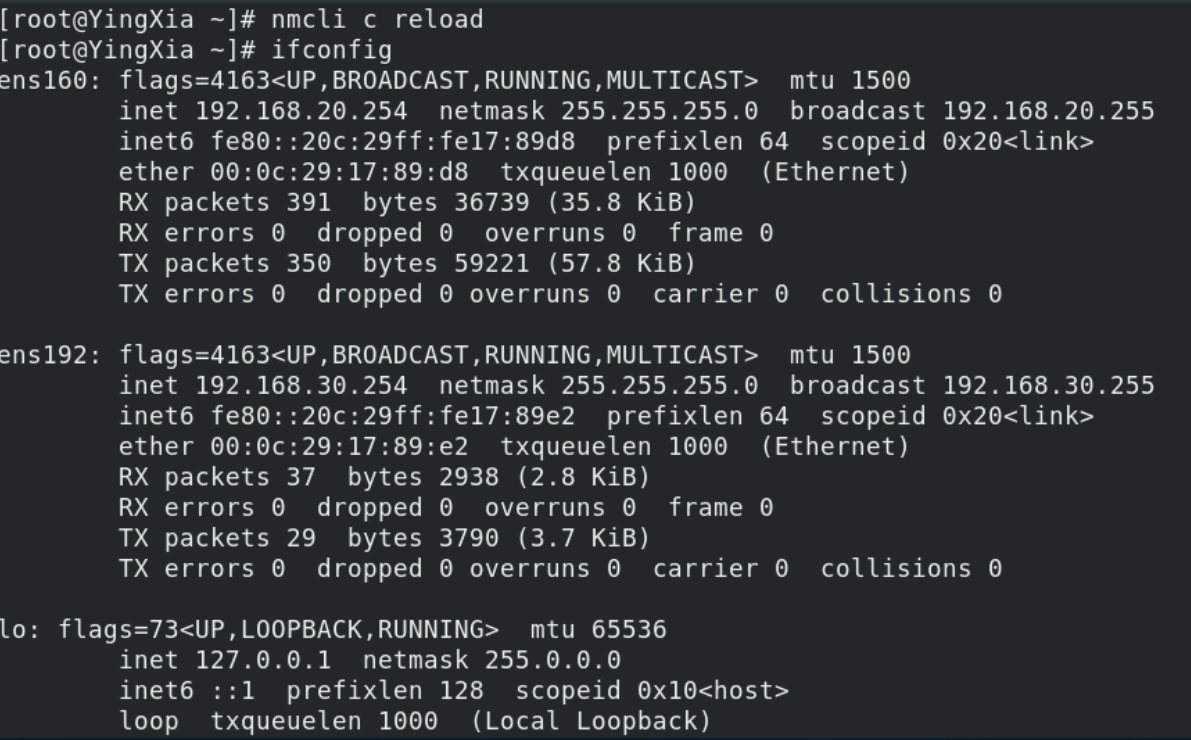 [root@YingXia ~]# nmcli c reload
[root@YingXia ~]# ifconfig
ens160: flags=4163<UP,BROADCAST,RUNNING,MULTICAST>  mtu 1500
        inet 192.168.20.254  netmask 255.255.255.0  broadcast 192.168.20.255
        inet6 fe80::20c:29ff:fe17:89d8  prefixlen 64  scopeid 0x20<link>
        ether 00:0c:29:17:89:d8  txqueuelen 1000  (Ethernet)
        RX packets 391  bytes 36739 (35.8 KiB)
        RX errors 0  dropped 0  overruns 0  frame 0
        TX packets 350  bytes 59221 (57.8 KiB)
        TX errors 0  dropped 0 overruns 0  carrier 0  collisions 0

ens192: flags=4163<UP,BROADCAST,RUNNING,MULTICAST>  mtu 1500
        inet 192.168.30.254  netmask 255.255.255.0  broadcast 192.168.30.255
        inet6 fe80::20c:29ff:fe17:89e2  prefixlen 64  scopeid 0x20<link>
        ether 00:0c:29:17:89:e2  txqueuelen 1000  (Ethernet)
        RX packets 37  bytes 2938 (2.8 KiB)
        RX errors 0  dropped 0  overruns 0  frame 0
        TX packets 29  bytes 3790 (3.7 KiB)
        TX errors 0  dropped 0 overruns 0  carrier 0  collisions 0

lo: flags=73<UP,LOOPBACK,RUNNING>  mtu 65536
        inet 127.0.0.1  netmask 255.0.0.0
        inet6 ::1  prefixlen 128  scopeid 0x10<host>
        loop  txqueuelen 1000  (Local Loopback)